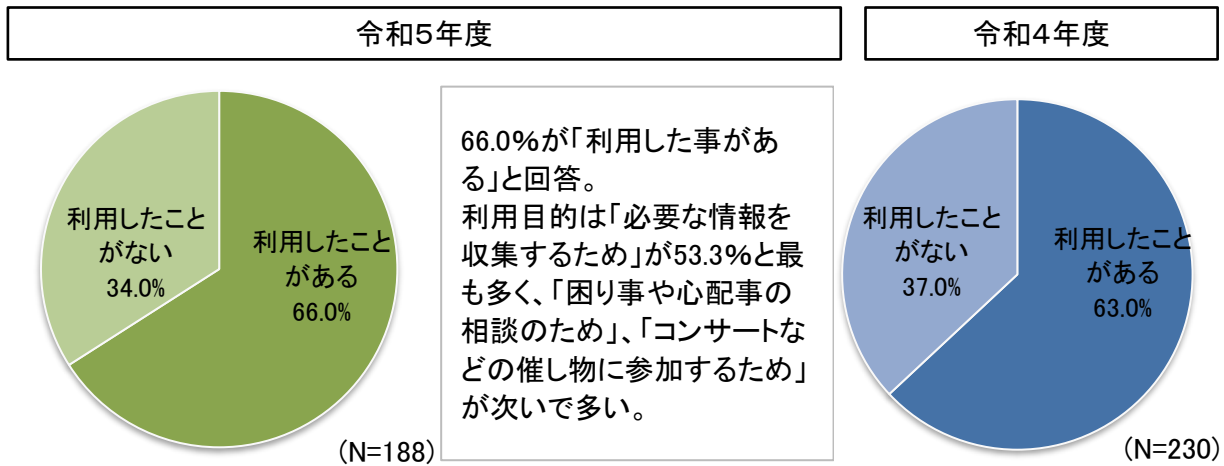 令和5年度
利用したこと
がない
34.0%
利用したこと
がある
66.0%
(N=188)
66.0%が「利用した事があ
る」と回答。
利用目的は「必要な情報を
収集するため」が53.3%と最
も多く、「困り事や心配事の
相談のため」、「コンサートな
どの催し物に参加するため」
が次いで多い。
令和4年度
利用したこと
がない
37.0%
利用したこと
がある
63.0%
(N=230)